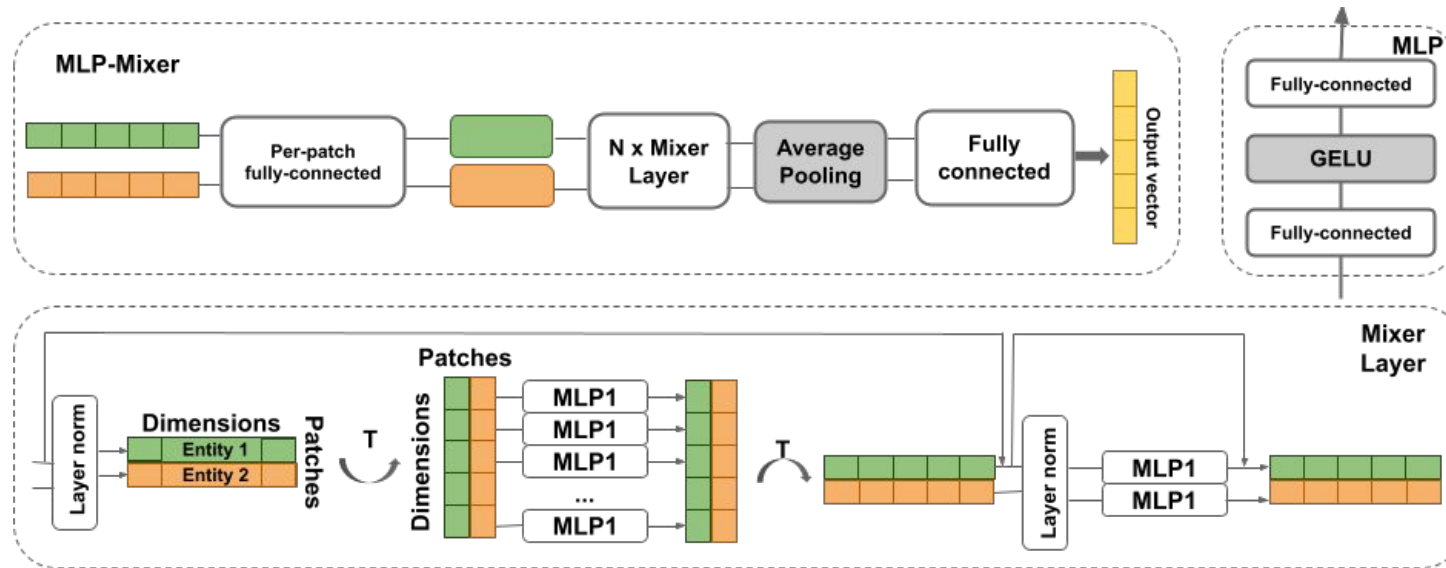 MLP-Mixer
Per-patch
fully-connected
N x Mixer
Layer
Average
Pooling
Fully
connected
Output vector
MLP
Fully-connected
GELU
Fully-connected
Mixer
Layer
Layer norm
Dimensions
Entity 1
Entity 2
Patches
T
Patches
Dimensions
MLP1
MLP1
MLP1
...
MLP1
T
Layer norm
MLP1
MLP1